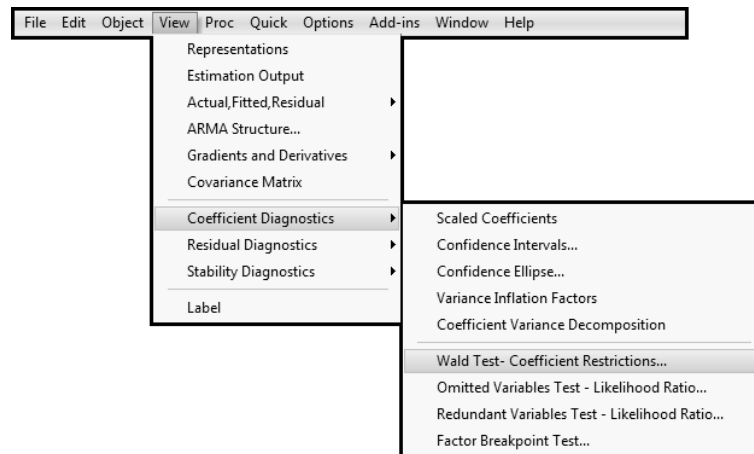 File Edit Object View Proc Quick Options Add-ins Window Help
Representations
Estimation Output
Actual,Fitted,Residual
ARMA Structure...
Gradients and Derivatives
Covariance Matrix
Coefficient Diagnostics
Residual Diagnostics
Stability Diagnostics
Label
Scaled Coefficients
Confidence Intervals...
Confidence Ellipse...
Variance Inflation Factors
Coefficient Variance Decomposition
Wald Test- Coefficient Restrictions...
Omitted Variables Test - Likelihood Ratio...
Redundant Variables Test - Likelihood Ratio...
Factor Breakpoint Test...